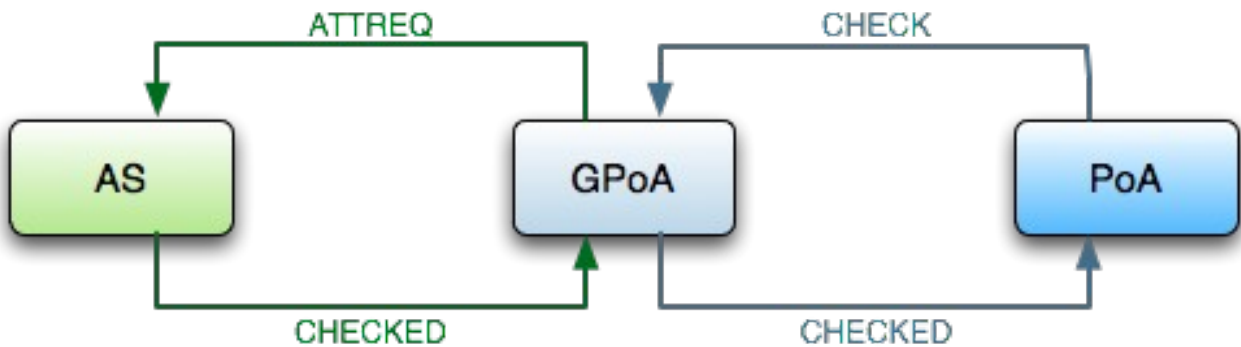 ATTREQ
CHECK
AS
GPoA
PoA
CHECKED
CHECKED